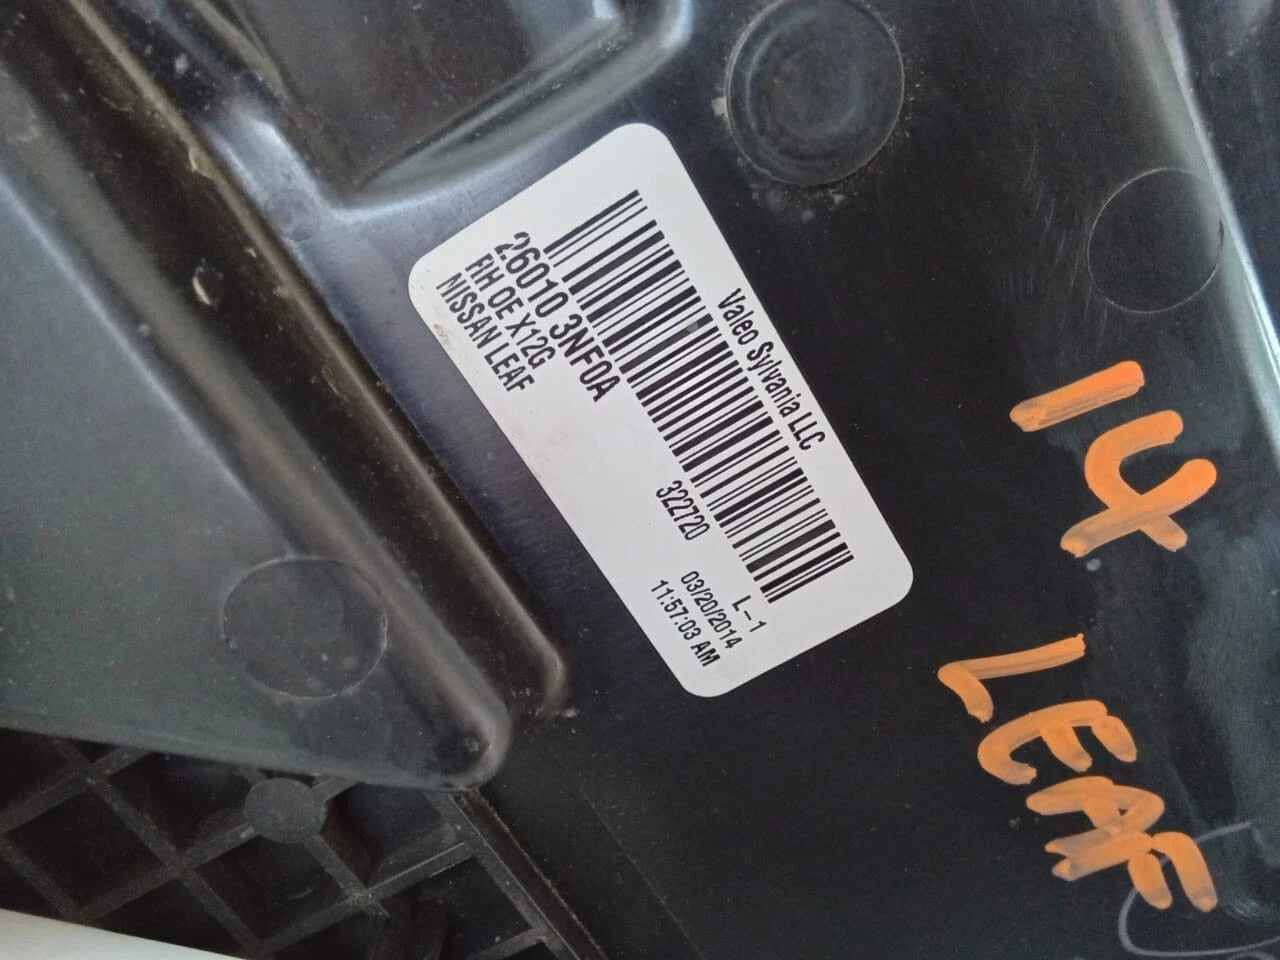 Valeo Sylvania LLC
26010 3NF0A
FIH OE X12G
NISSAN LEAF
322720
L-1
03/20/2014
11:57:03 AM
14
LEAF